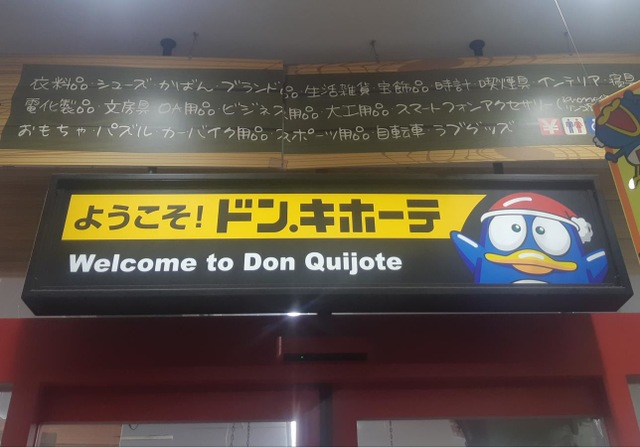 衣料品・シューズ・かばん・ブランド品・生活雑貨・宝飾品・時計・喫煙具・インテリア・寝具
電化製品・文房具・OA用品・ビジネス用品・大工用品・スマートフォンアクセサリー
おもちゃ・パズル・カーバイク用品・スポーツ用品・自転車・ラブグッズ ¥
ようこそ!ドン.キホーテ
Welcome to Don Quijote